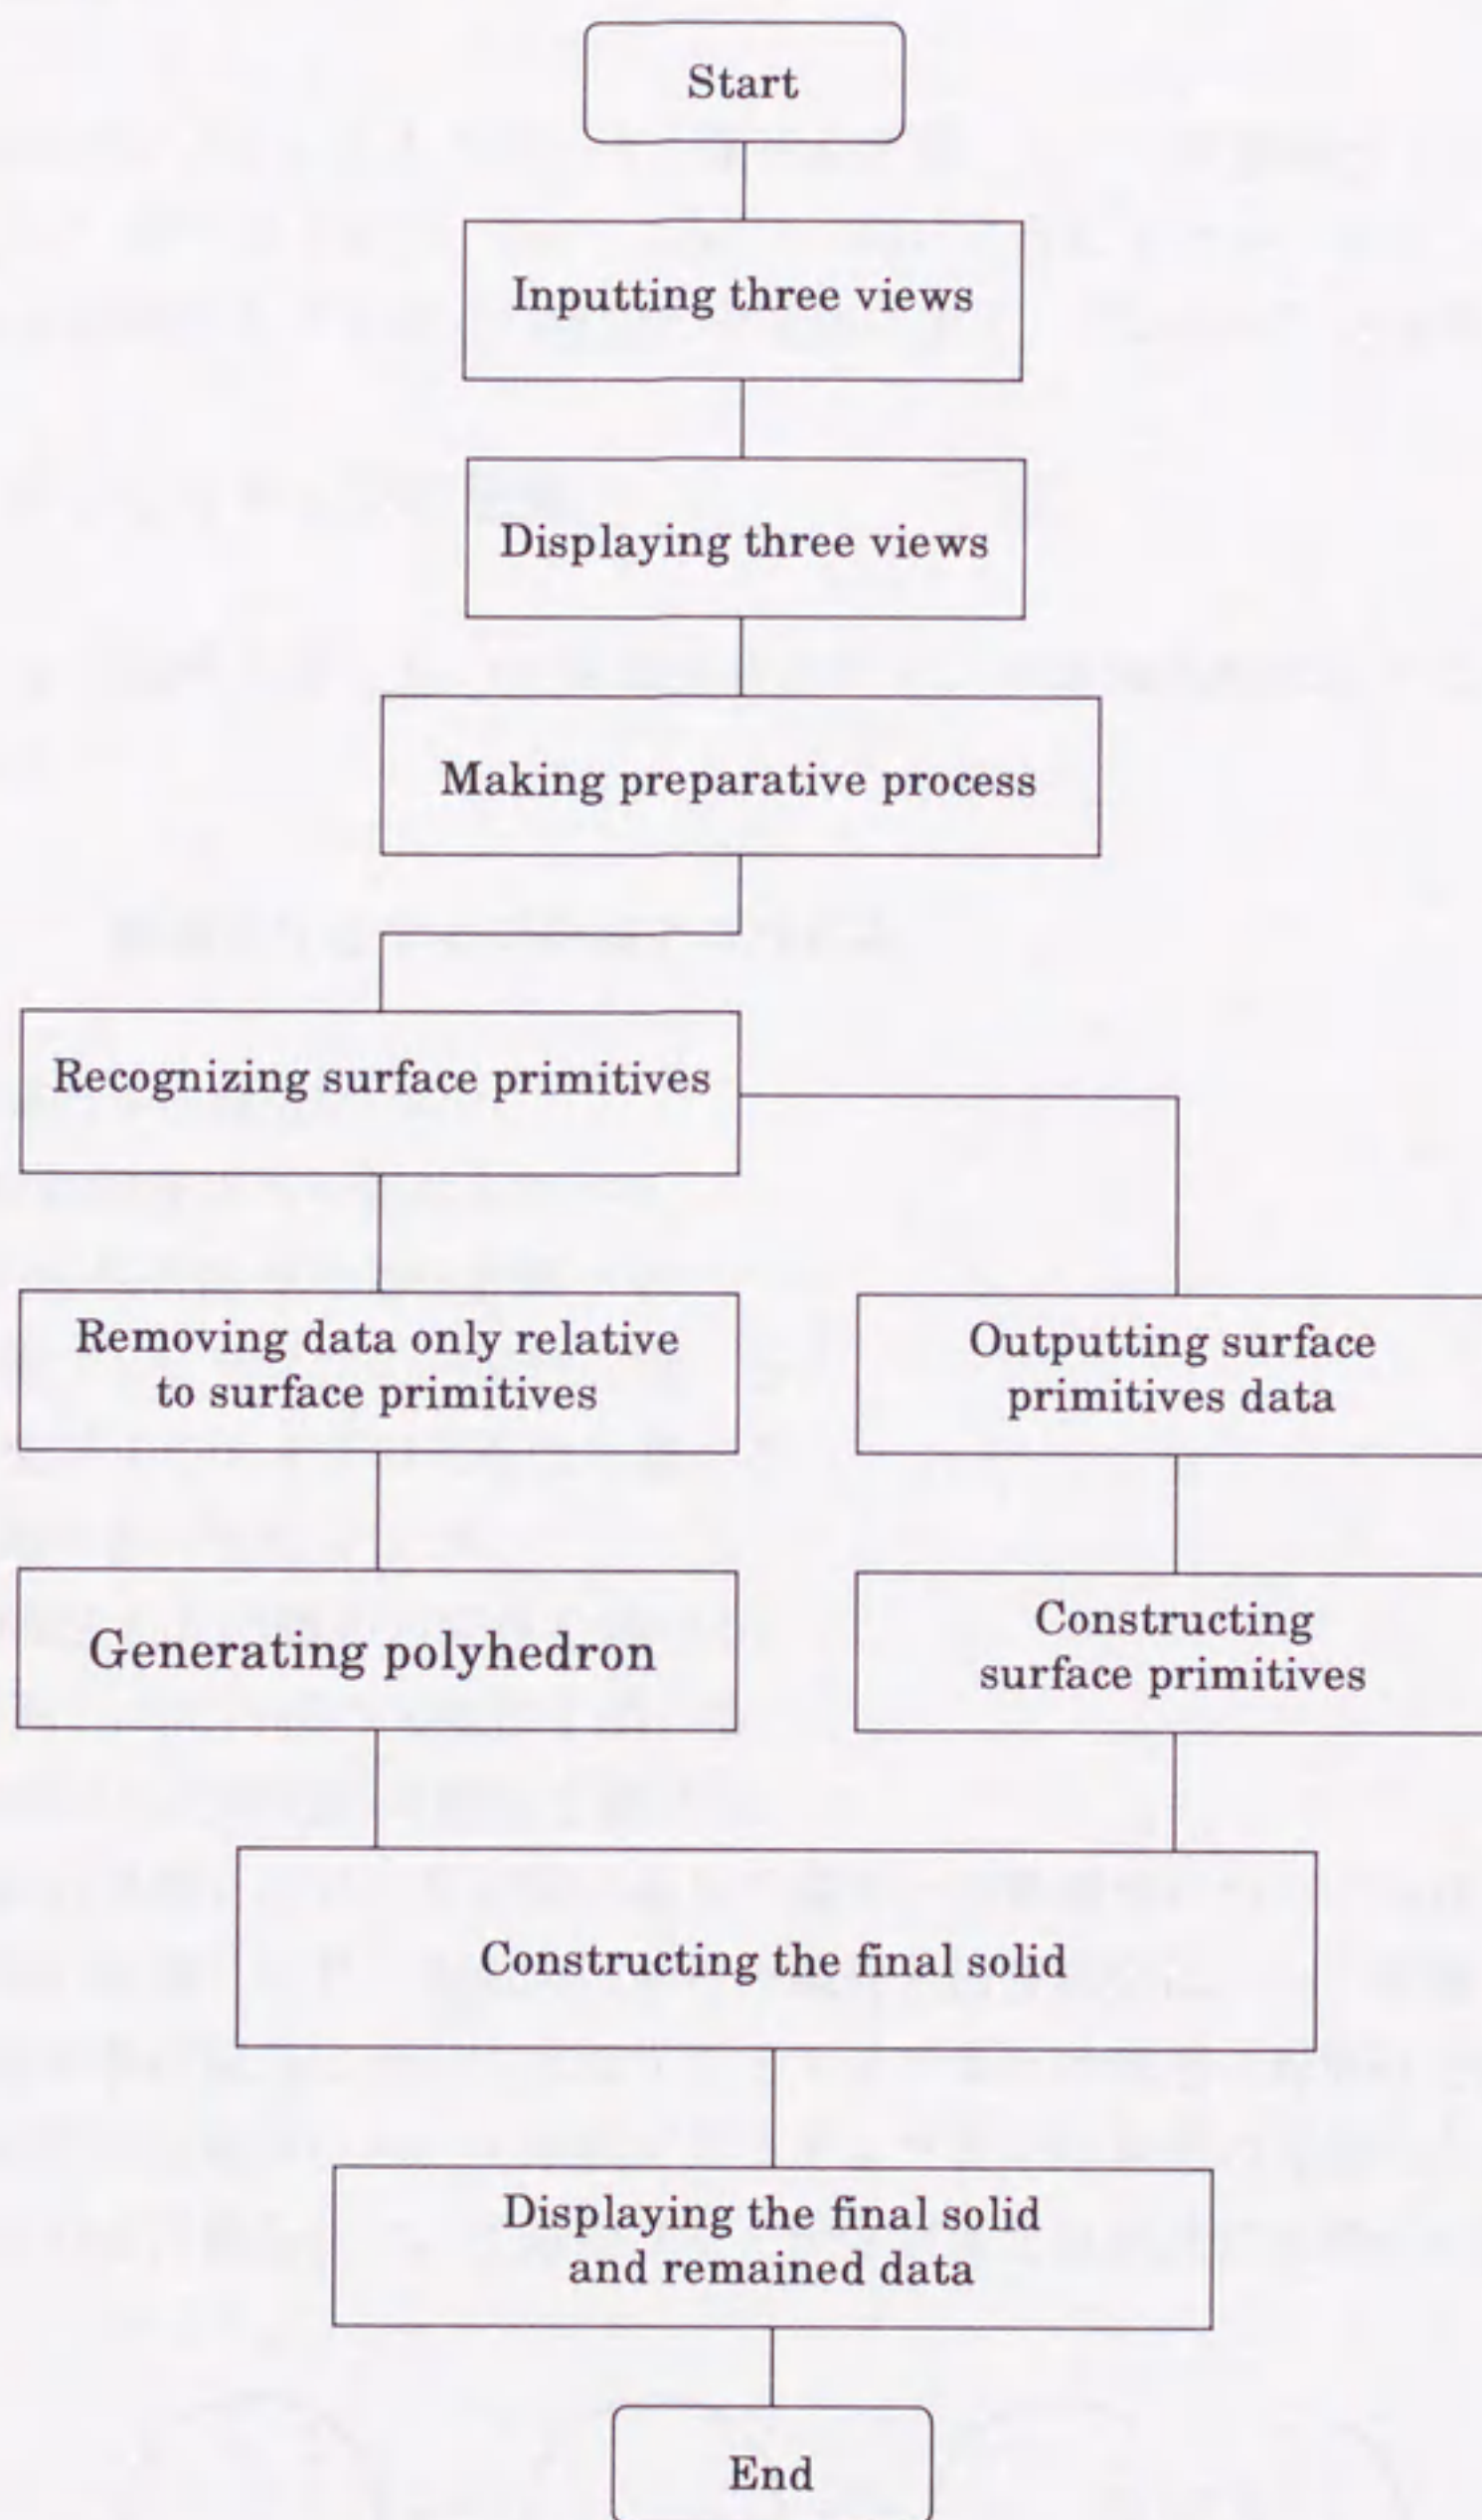 Start
Inputting three views
Displaying three views
Making preparative process
Recognizing surface primitives
Removing data only relative
to surface primitives
Outputting surface
primitives data
Generating polyhedron
Constructing
surface primitives
Constructing the final solid
Displaying the final solid
and remained data
End